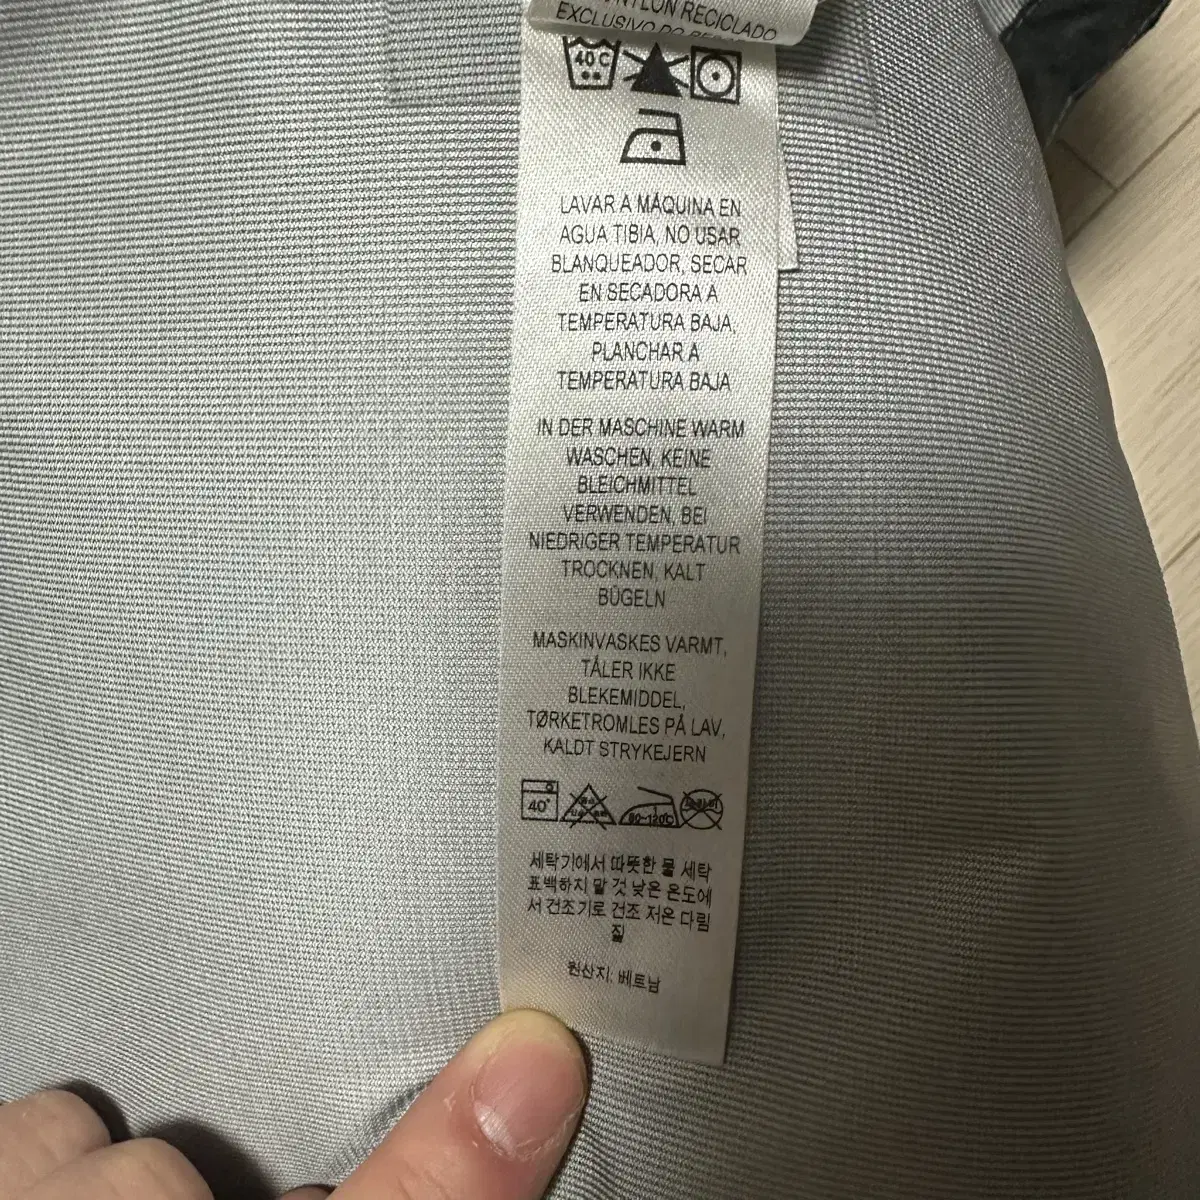 NYLON RECICLADO
EXCLUSIVO DO
40 C
LAVAR A MÁQUINA EN
AGUA TIBIA, NO USAR
BLANQUEADOR, SECAR
EN SECADORA A
TEMPERATURA BAJA,
PLANCHAR A
TEMPERATURA BAJA
IN DER MASCHINE WARM
WASCHEN, KEINE
BLEICHMITTEL
VERWENDEN, BEI
NIEDRIGER TEMPERATUR
TROCKNEN, KALT
BÜGELN
MASKINVASKES VARMT,
TÅLER IKKE
BLEKEMIDDEL,
TØRKETROMLES PÅ LAV,
KALDT STRYKEJERN
40° 80~120°C
세탁기에서 따뜻한 물 세탁
표백하지 말 것 낮은 온도에
서 건조기로 건조 저온 다림
질
원산지: 베트남